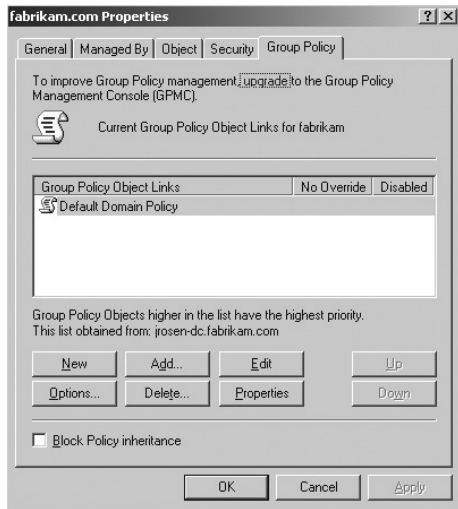 fabrikam.com Properties
General
Managed By
Object
Security
Group Policy
To improve Group Policy management, upgrade to the Group Policy
Management Console (GPMC).
Current Group Policy Object Links for fabrikam
Group Policy Object Links
No Override
Disabled
Default Domain Policy
Group Policy Objects higher in the list have the highest priority.
This list obtained from: jrosen-dc.fabrikam.com
New
Add...
Edit
Up
Options...
Delete...
Properties
Down
Block Policy inheritance
OK
Cancel
Apply